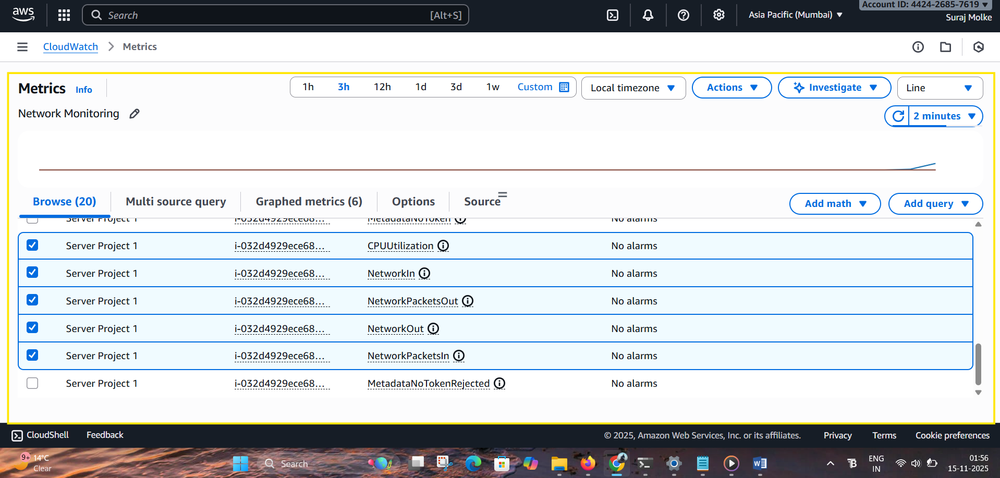 aws
Search
[Alt+S]
Asia Pacific (Mumbai)
Account ID: 4424-2685-7619
Suraj Molke
CloudWatch
Metrics
Metrics Info
1h 3h 12h 1d 3d 1w Custom
Local timezone
Actions
Investigate
Line
Network Monitoring
2 minutes
Browse (20)
Multi source query
Graphed metrics (6)
Options
Source
Add math
Add query
Server Project 1 i-032d4929ece68... MetadataNoToken No alarms
Server Project 1 i-032d4929ece68... CPUUtilization No alarms
Server Project 1 i-032d4929ece68... NetworkIn No alarms
Server Project 1 i-032d4929ece68... NetworkPacketsOut No alarms
Server Project 1 i-032d4929ece68... NetworkOut No alarms
Server Project 1 i-032d4929ece68... NetworkPacketsIn No alarms
Server Project 1 i-032d4929ece68... MetadataNoTokenRejected No alarms
CloudShell
Feedback
© 2025, Amazon Web Services, Inc. or its affiliates.
Privacy
Terms
Cookie preferences
9+
14°C
Clear
Search
ENG
IN
01:56
15-11-2025